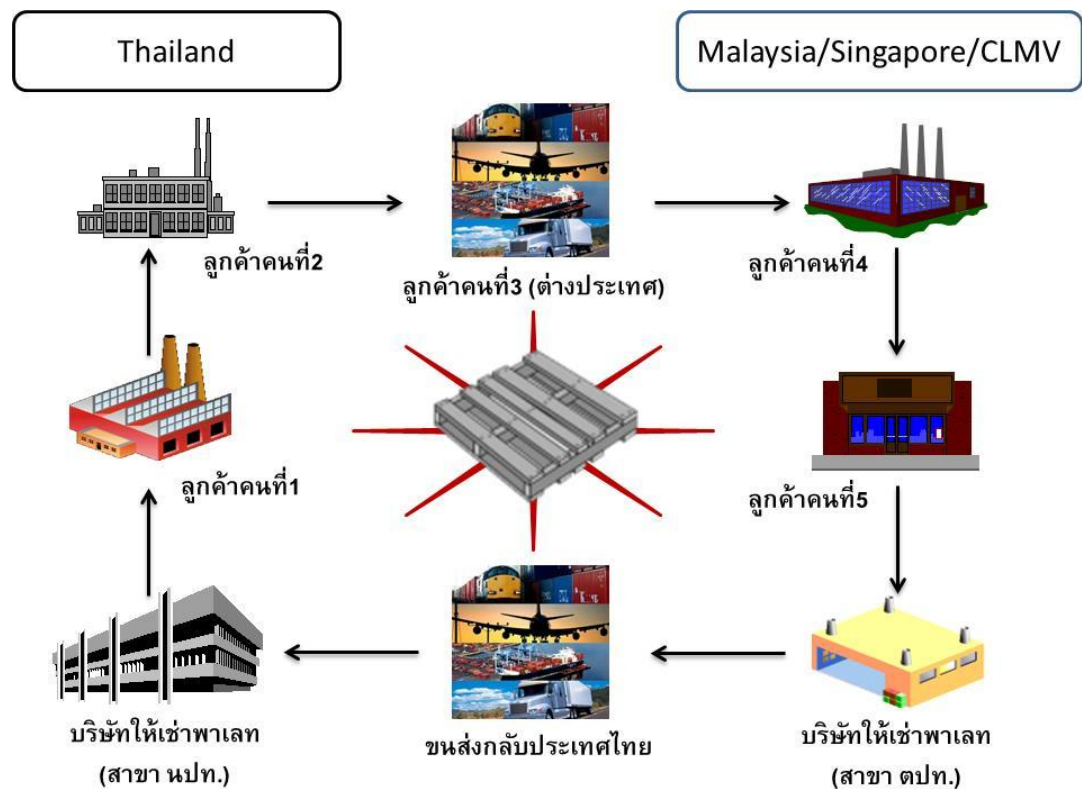 Thailand
Malaysia/Singapore/CLMV
ลูกค้าคนที่2
ลูกค้าคนที่3 (ต่างประเทศ)
ลูกค้าคนที่4
ลูกค้าคนที่1
ลูกค้าคนที่5
บริษัทให้เช่าพาเลท
(สาขา นปท.)
ขนส่งกลับประเทศไทย
บริษัทให้เช่าพาเลท
(สาขา ตปท.)